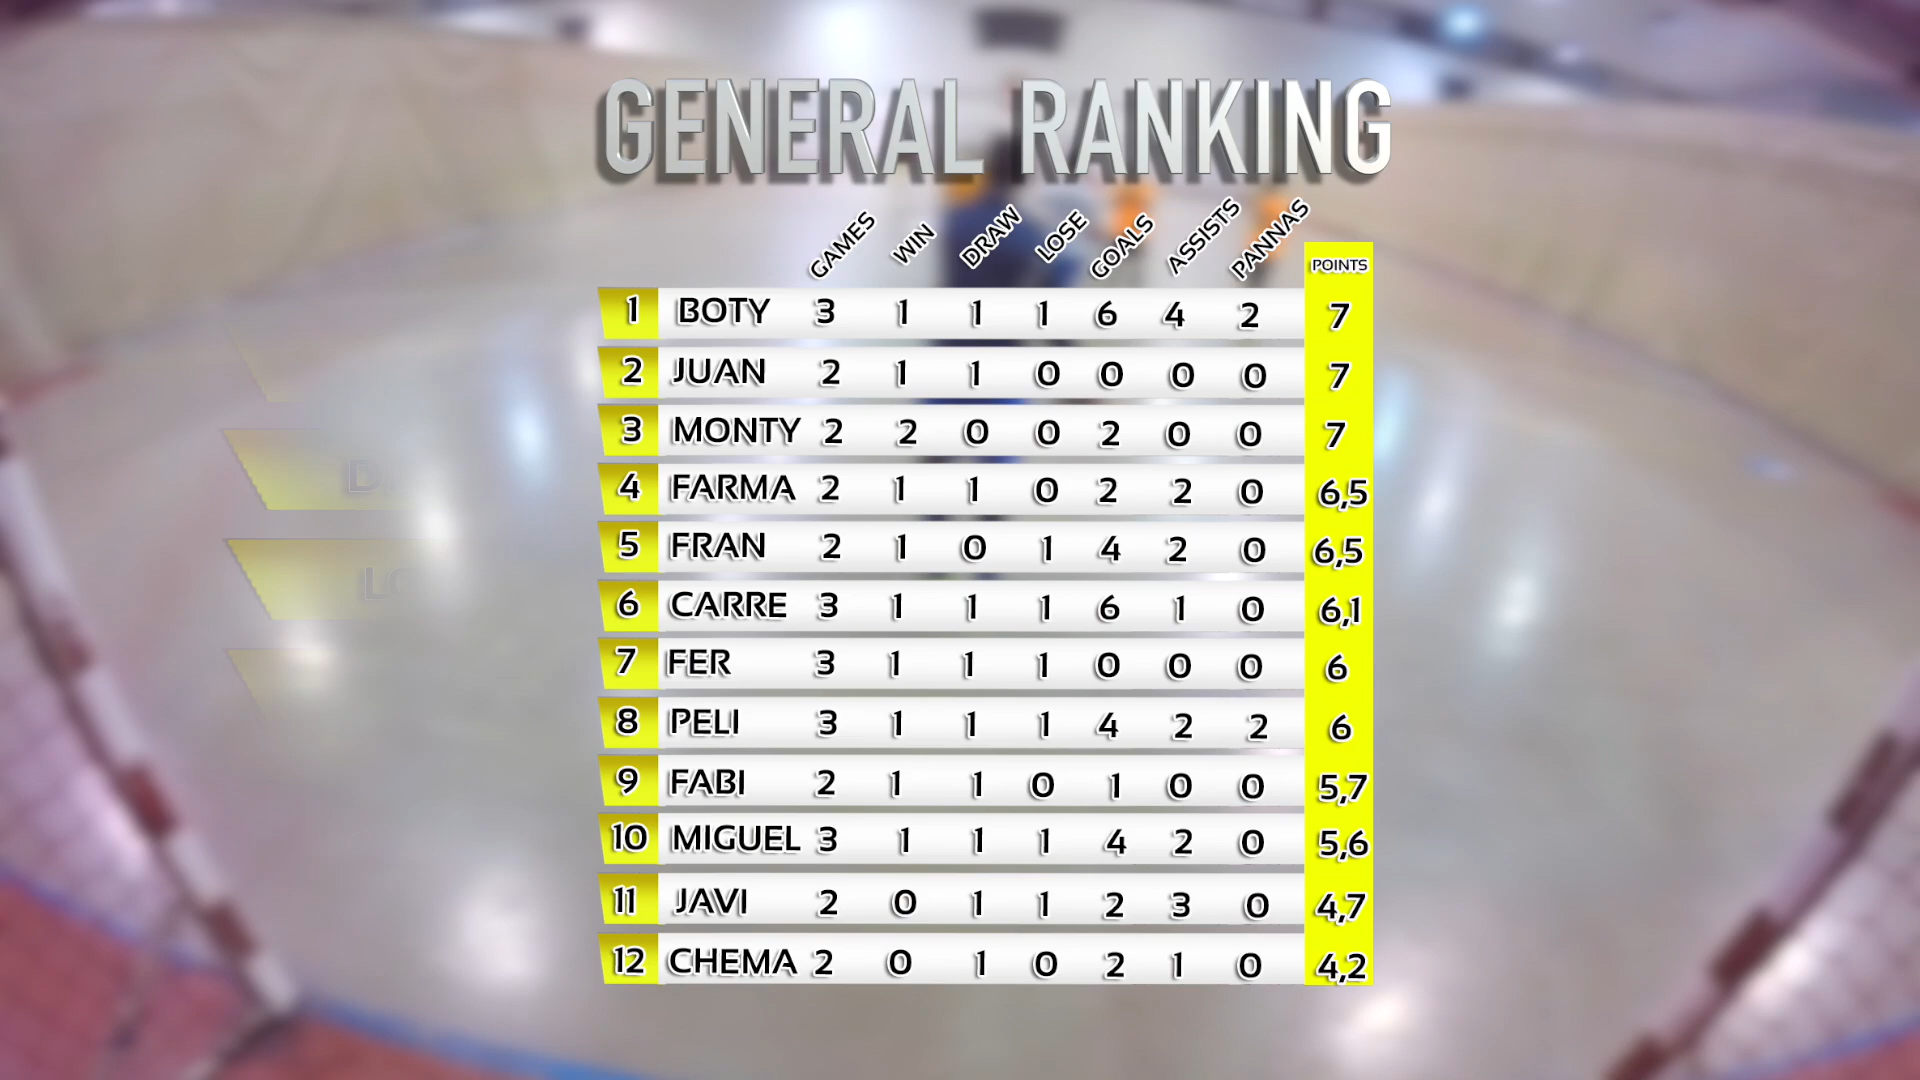 GENERAL RANKING
GAMES WIN DRAW LOSE GOALS ASSISTS PANNAS POINTS
1 BOTY 3 1 1 1 6 4 2 7
2 JUAN 2 1 1 0 0 0 0 7
3 MONTY 2 2 0 0 2 0 0 7
4 FARMA 2 1 1 0 2 2 0 6,5
5 FRAN 2 1 0 1 4 2 0 6,5
6 CARRE 3 1 1 1 6 1 0 6,1
7 FER 3 1 1 1 0 0 0 6
8 PELI 3 1 1 1 4 2 2 6
9 FABI 2 1 1 0 1 0 0 5,7
10 MIGUEL 3 1 1 1 4 2 0 5,6
11 JAVI 2 0 1 1 2 3 0 4,7
12 CHEMA 2 0 1 0 2 1 0 4,2